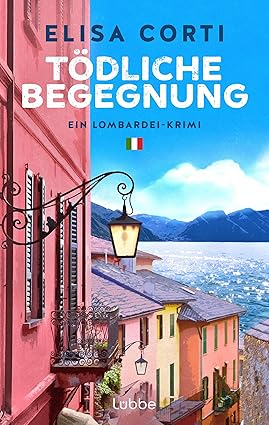 ELISA CORTI
TÖDLICHE
BEGEGNUNG
EIN LOMBARDEI-KRIMI
Lübbe